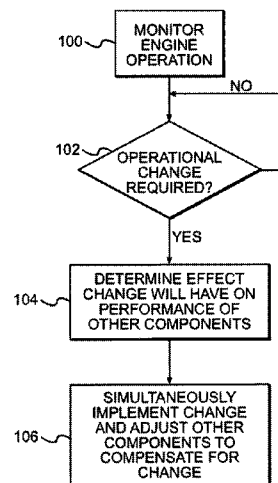 100
MONITOR
ENGINE
OPERATION
NO
102
OPERATIONAL
CHANGE
REQUIRED?
YES
104
DETERMINE EFFECT
CHANGE WILL HAVE ON
PERFORMANCE OF
OTHER COMPONENTS
106
SIMULTANEOUSLY
IMPLEMENT CHANGE
AND ADJUST OTHER
COMPONENTS TO
COMPENSATE FOR
CHANGE